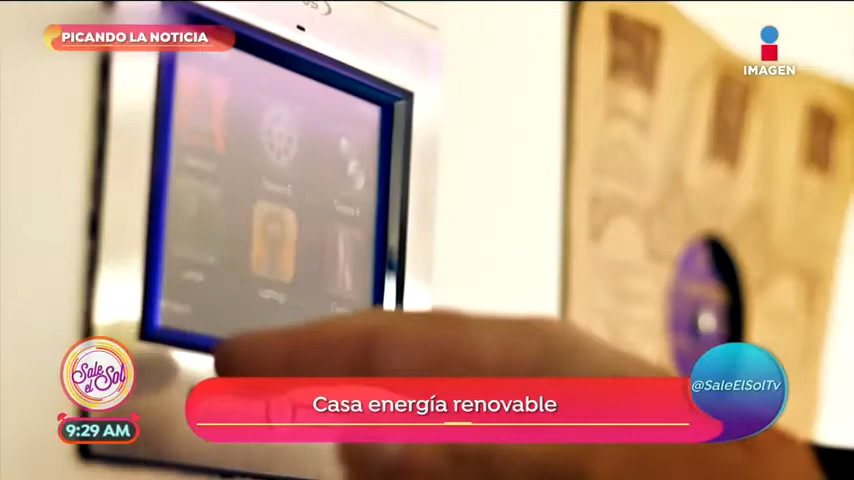 PICANDO LA NOTICIA
IMAGEN
Sale
el
Sol
9:29 AM
Casa energía renovable
@SaleElSolTv